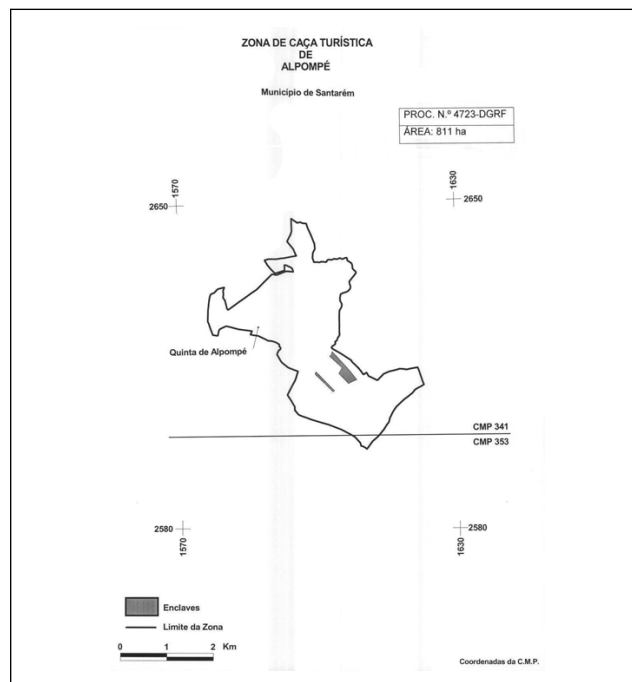 ZONA DE CAÇA TURÍSTICA
DE
ALPOMPÉ
Município de Santarém
PROC. N.º 4723-DGRF
ÁREA: 811 ha
1570
2650
1630
2650
Quinta de Alpompé
CMP 341
CMP 353
2580
1570
2580
1630
Enclaves
Limite da Zona
0 1 2 Km
Coordenadas da C.M.P.